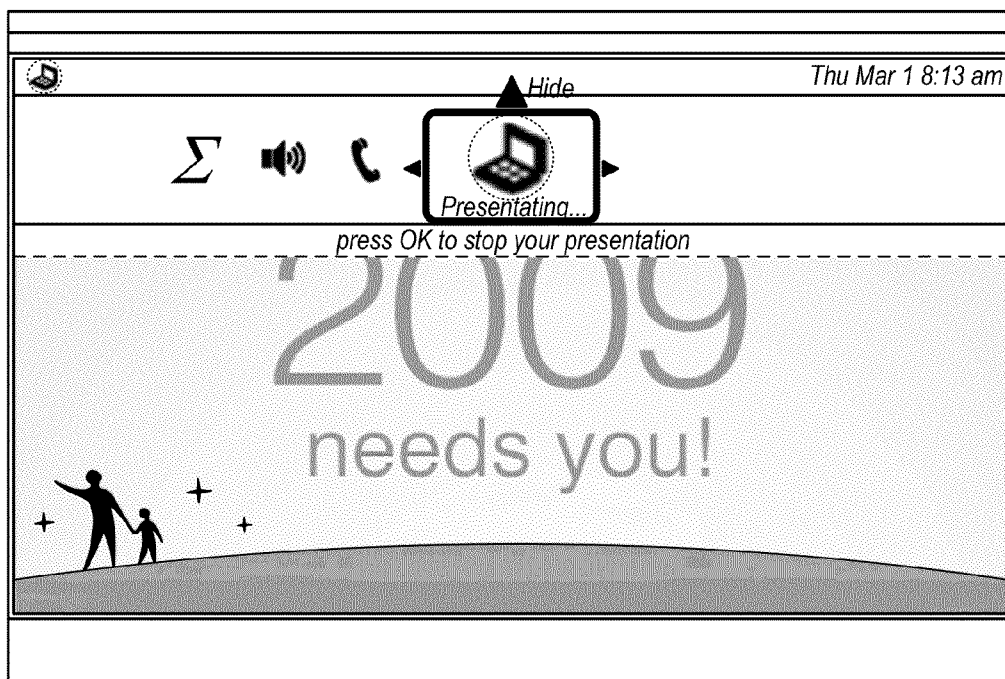 Thu Mar 1 8:13 am
Hide
Σ
Presentating...
press OK to stop your presentation
2009
needs you!